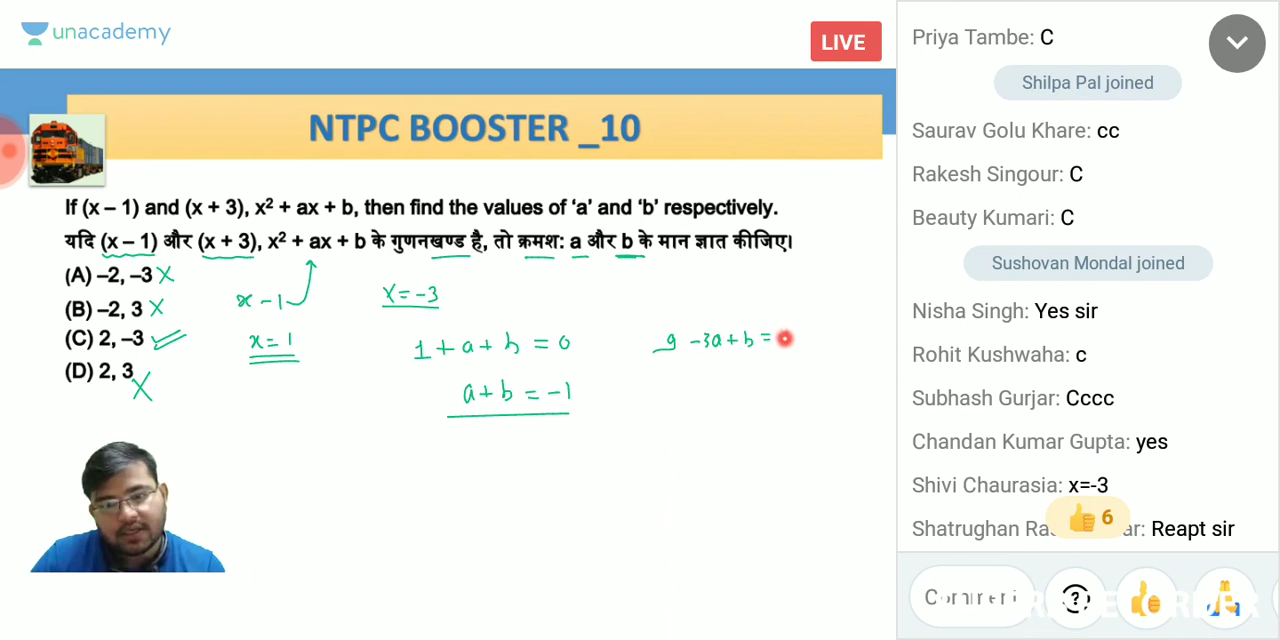 unacademy
LIVE
NTPC BOOSTER _10
If (x – 1) and (x + 3), x² + ax + b, then find the values of ‘a’ and ‘b’ respectively.
यदि (x – 1) और (x + 3), x² + ax + b के गुणनखण्ड है, तो क्रमश: a और b के मान ज्ञात कीजिए।
(A) –2, –3 X
(B) –2, 3 X
(C) 2, –3
(D) 2, 3 X
x - 1
x = 1
x = -3
1 + a + b = 0
a + b = -1
9 - 3a + b =
Priya Tambe: C
Shilpa Pal joined
Saurav Golu Khare: cc
Rakesh Singour: C
Beauty Kumari: C
Sushovan Mondal joined
Nisha Singh: Yes sir
Rohit Kushwaha: c
Subhash Gurjar: Cccc
Chandan Kumar Gupta: yes
Shivi Chaurasia: x=-3
6
Shatrughan Reapt sir
Comment